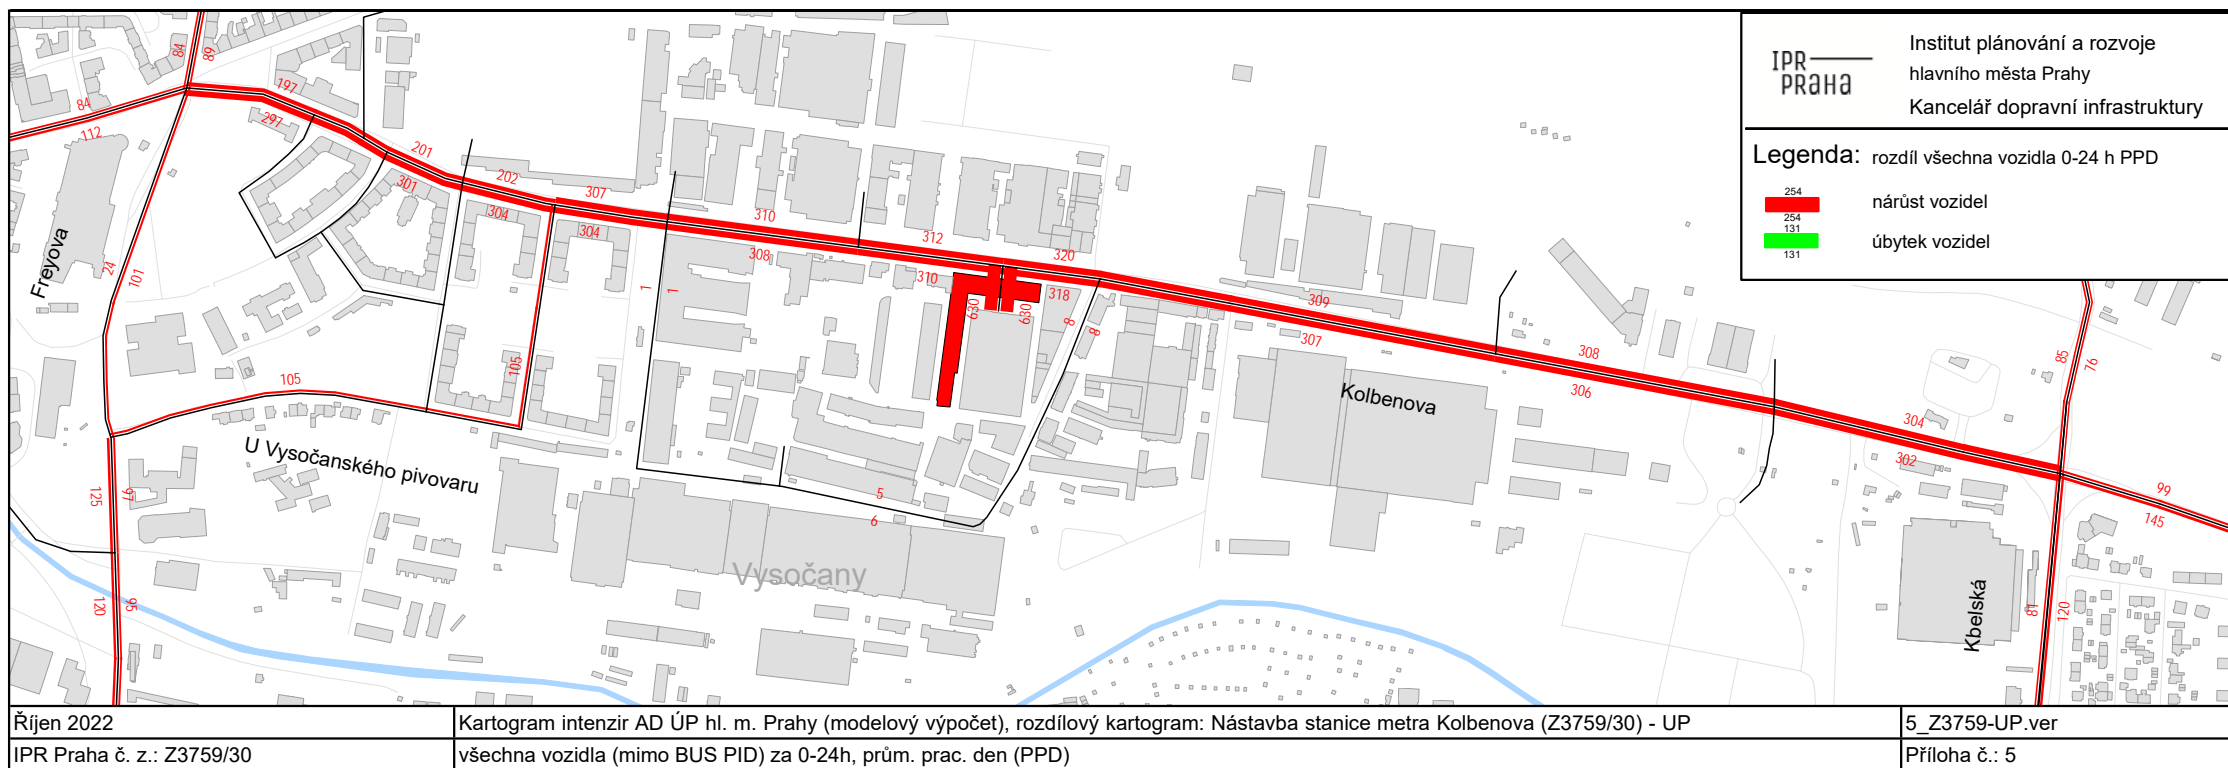 IPR
PRAHA
Institut plánování a rozvoje
hlavního města Prahy
Kancelář dopravní infrastruktury
Legenda: rozdíl všechna vozidla 0-24 h PPD
254
nárůst vozidel
254
131
úbytek vozidel
131
84
89
84
112
197
297
201
301
202
304
307
304
310
308
312
310
320
318
630
630
8
8
309
307
308
306
304
302
85
76
99
145
81
120
24
101
105
105
1
1
5
6
125
97
120
95
Freyova
U Vysočanského pivovaru
Kolbenova
Vysočany
Kbelská
Říjen 2022
Kartogram intenzir AD ÚP hl. m. Prahy (modelový výpočet), rozdílový kartogram: Nástavba stanice metra Kolbenova (Z3759/30) - UP
5_Z3759-UP.ver
IPR Praha č. z.: Z3759/30
všechna vozidla (mimo BUS PID) za 0-24h, prům. prac. den (PPD)
Příloha č.: 5